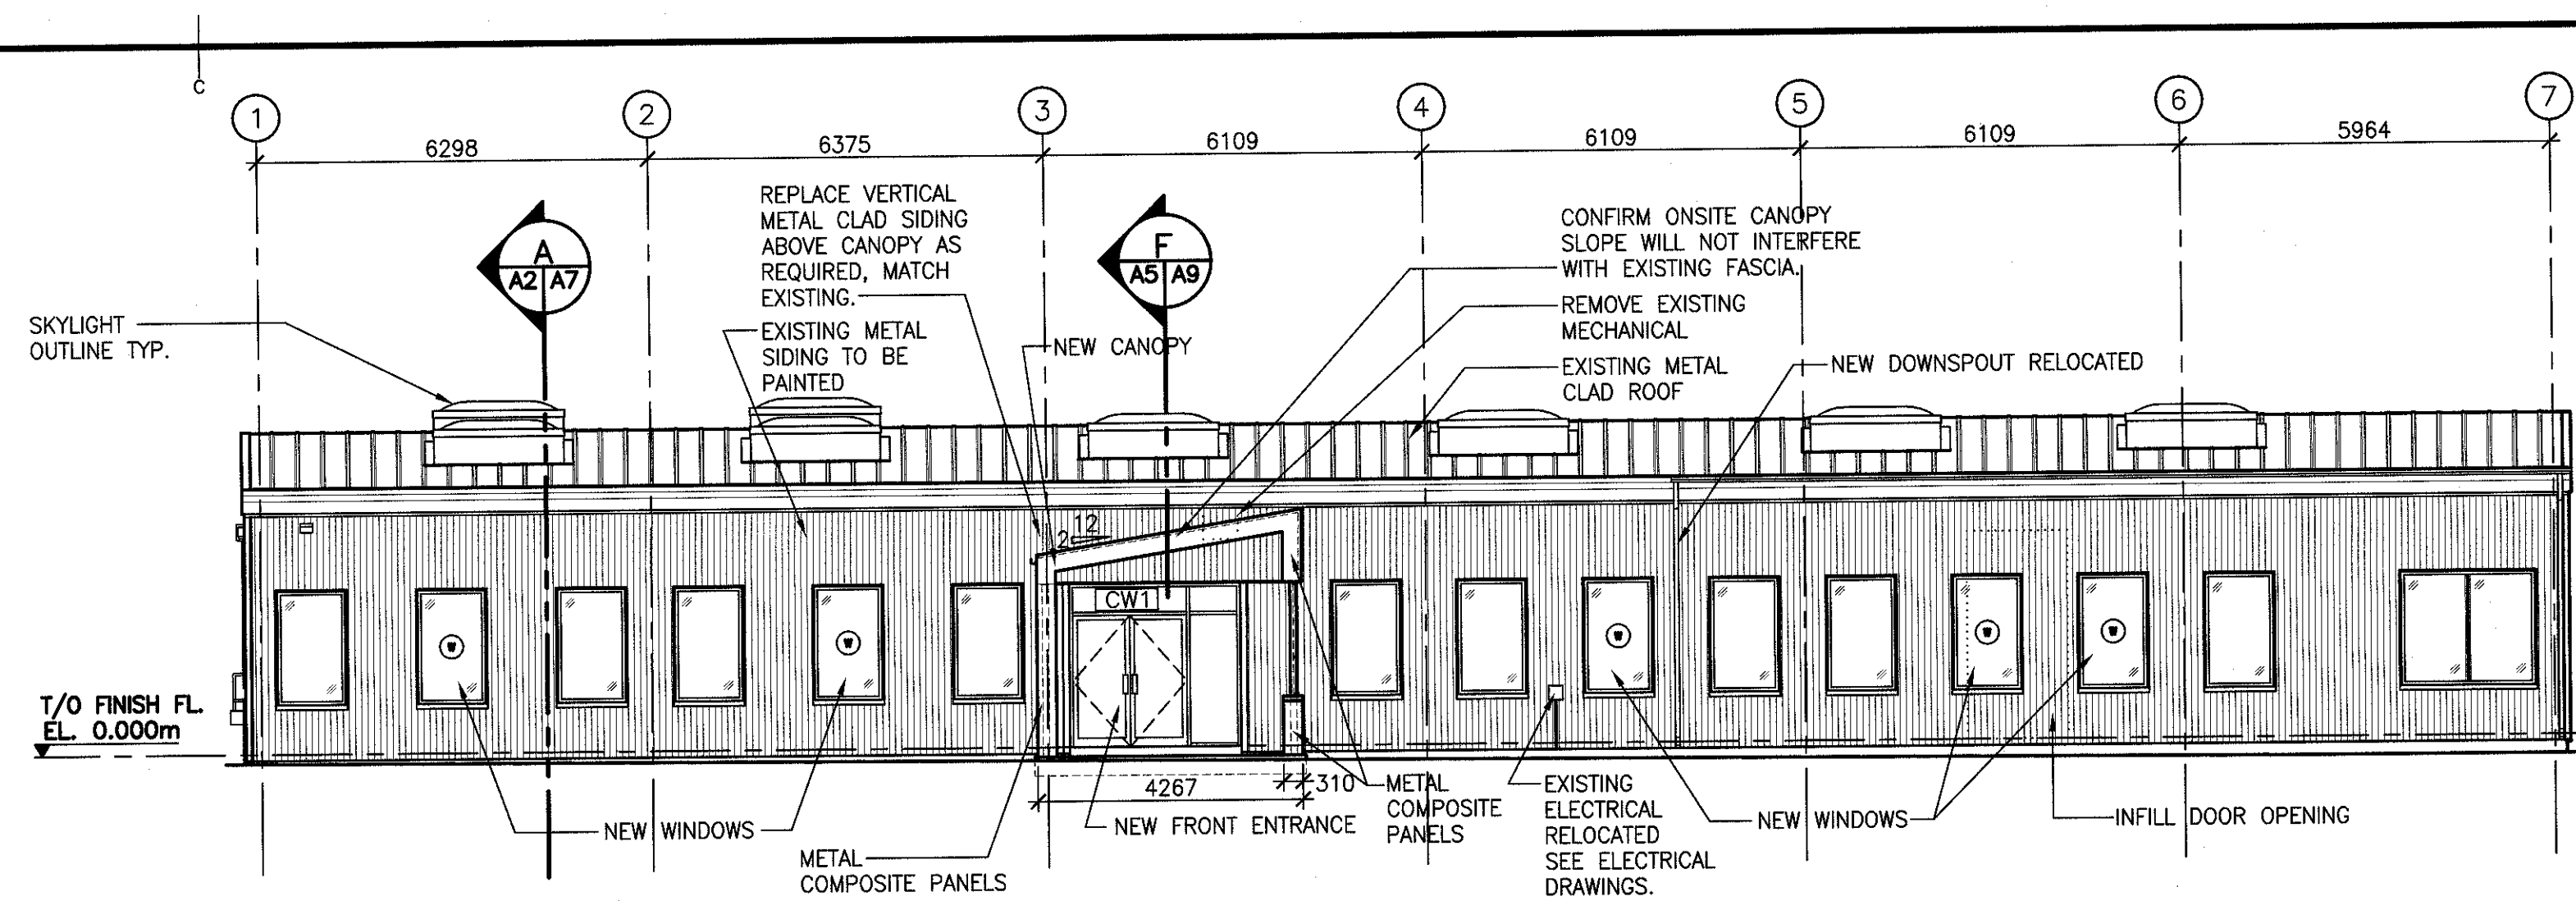 C
1 2 3 4 5 6 7
6298 6375 6109 6109 6109 5964
REPLACE VERTICAL
METAL CLAD SIDING
ABOVE CANOPY AS
REQUIRED, MATCH
EXISTING.
A
A2 A7
F
A5 A9
CONFIRM ONSITE CANOPY
SLOPE WILL NOT INTERFERE
WITH EXISTING FASCIA.
SKYLIGHT
OUTLINE TYP.
EXISTING METAL
SIDING TO BE
PAINTED
NEW CANOPY
REMOVE EXISTING
MECHANICAL
EXISTING METAL
CLAD ROOF
NEW DOWNSPOUT RELOCATED
12
2
CW1
W
W
W
W
W
T/O FINISH FL.
EL. 0.000m
4267
310
NEW WINDOWS
METAL
COMPOSITE PANELS
NEW FRONT ENTRANCE
METAL
COMPOSITE
PANELS
EXISTING
ELECTRICAL
RELOCATED
SEE ELECTRICAL
DRAWINGS.
NEW WINDOWS
INFILL DOOR OPENING